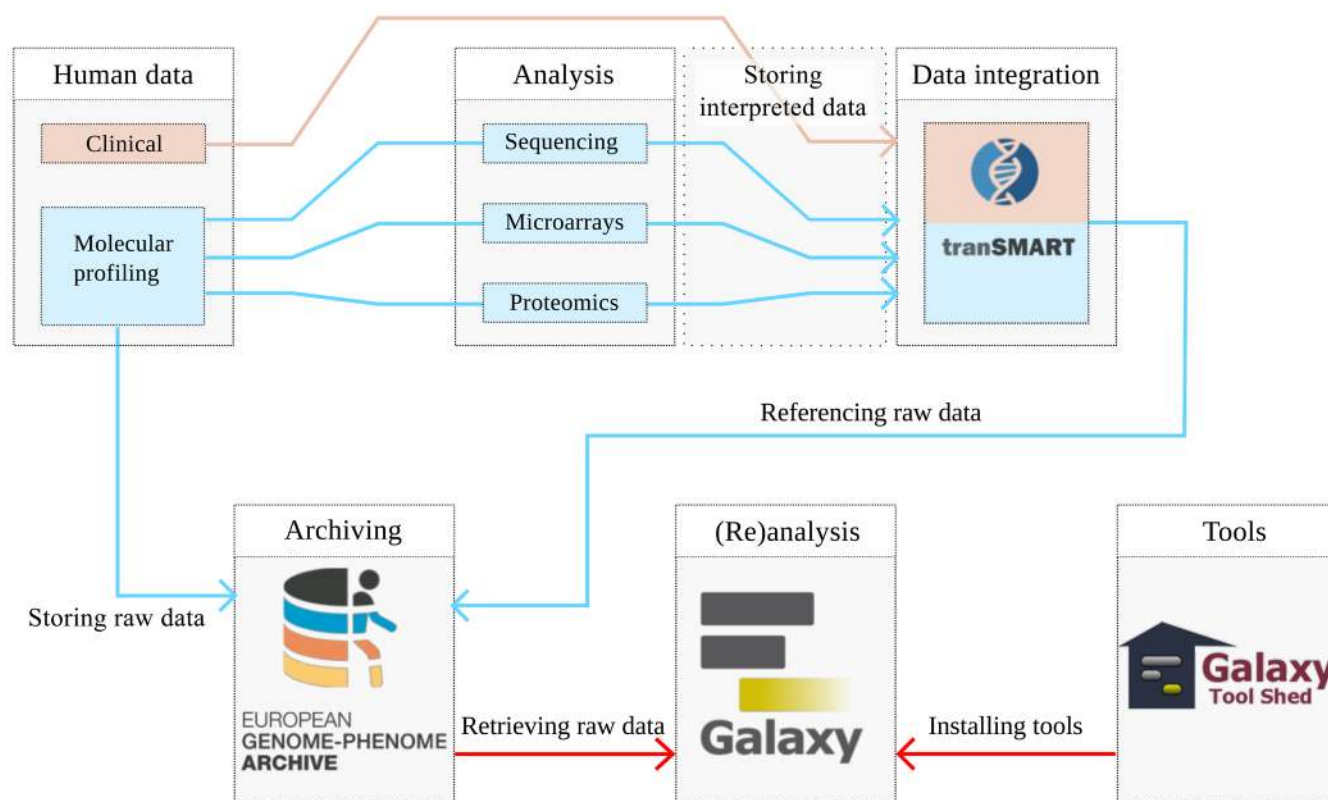 Human data
Clinical
Molecular
profiling
Analysis
Sequencing
Microarrays
Proteomics
Storing
interpreted data
Data integration
tranSMART
Referencing raw data
Storing raw data
Archiving
EUROPEAN
GENOME-PHENOME
ARCHIVE
Retrieving raw data
(Re)analysis
Galaxy
Installing tools
Tools
Galaxy
Tool Shed